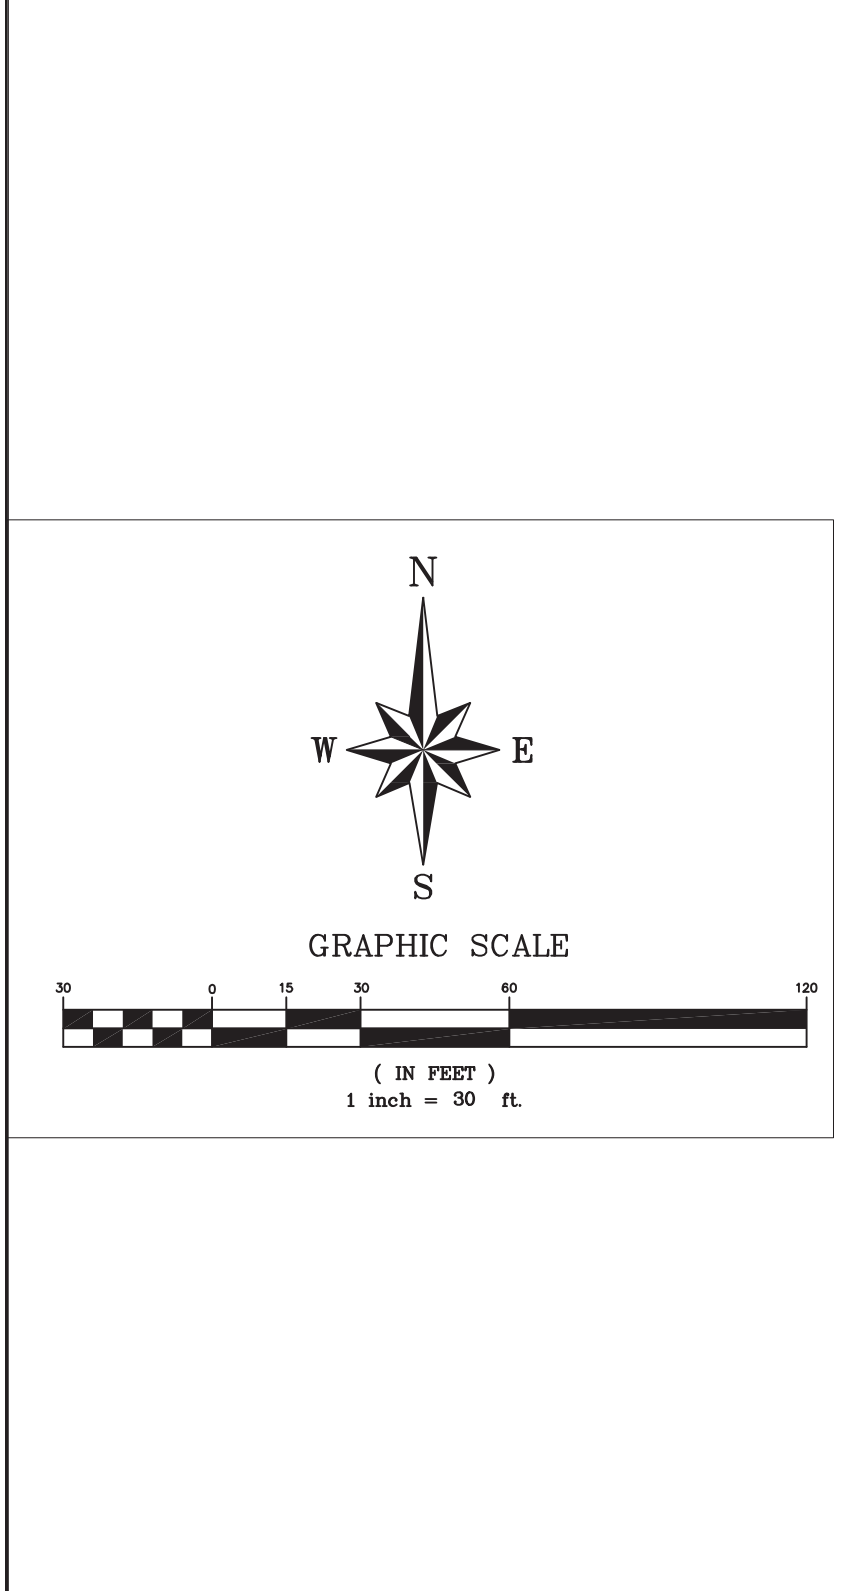 N
W E
S
GRAPHIC SCALE
30 0 15 30 60 120
( IN FEET )
1 inch = 30 ft.